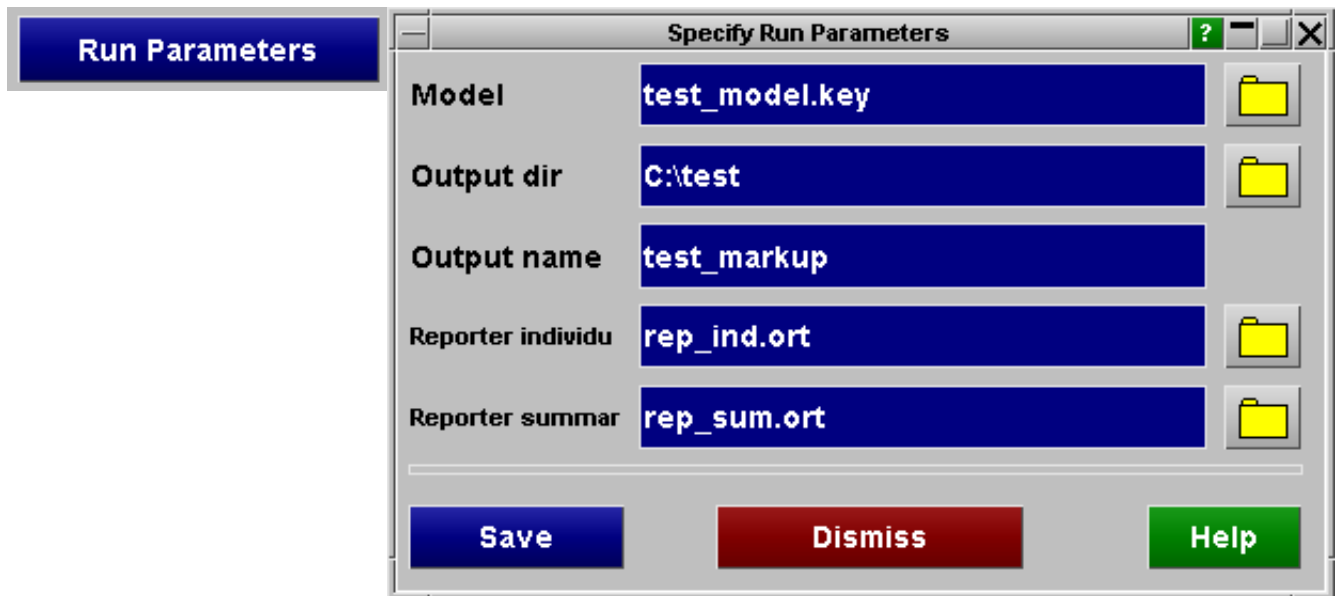 Run Parameters
Specify Run Parameters ?
Model test_model.key
Output dir C:\test
Output name test_markup
Reporter individu rep_ind.ort
Reporter summar rep_sum.ort
Save Dismiss Help